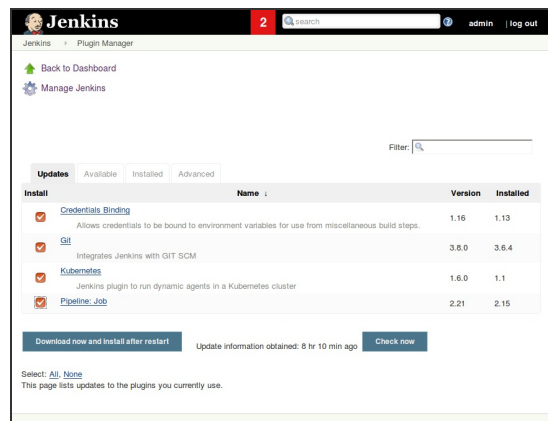 Jenkins 2 search admin | log out
Jenkins Plugin Manager
Back to Dashboard
Manage Jenkins
Filter:
Updates Available Installed Advanced
Install Name ↓ Version Installed
Credentials Binding
Allows credentials to be bound to environment variables for use from miscellaneous build steps.
1.16 1.13
Git
Integrates Jenkins with GIT SCM
3.8.0 3.6.4
Kubernetes
Jenkins plugin to run dynamic agents in a Kubernetes cluster
1.6.0 1.1
Pipeline: Job 2.21 2.15
Download now and install after restart Update information obtained: 8 hr 10 min ago Check now
Select: All, None
This page lists updates to the plugins you currently use.